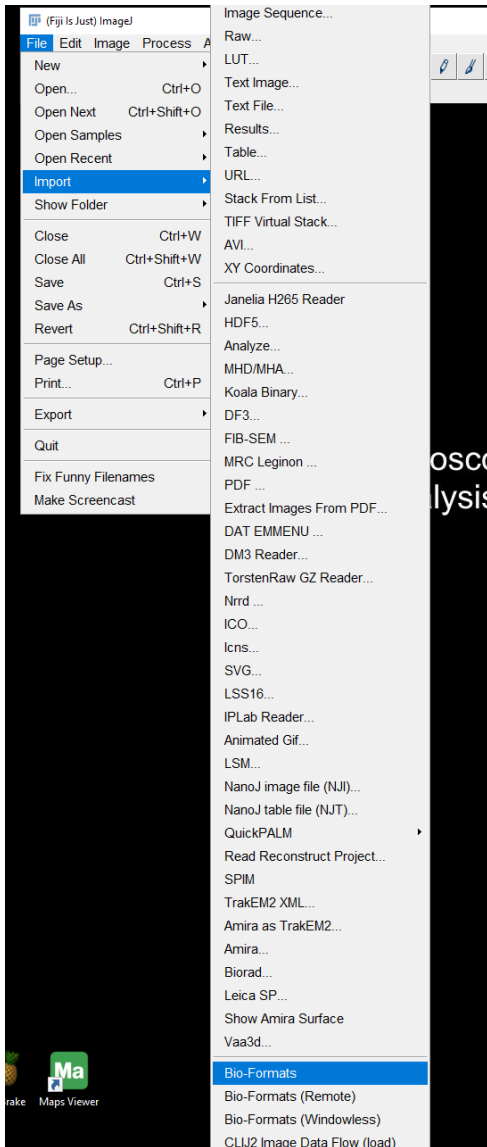 (Fiji Is Just) ImageJ
File Edit Image Process A
New
Open... Ctrl+O
Open Next Ctrl+Shift+O
Open Samples
Open Recent
Import
Show Folder
Close Ctrl+W
Close All Ctrl+Shift+W
Save Ctrl+S
Save As
Revert Ctrl+Shift+R
Page Setup...
Print... Ctrl+P
Export
Quit
Fix Funny Filenames
Make Screencast
Image Sequence...
Raw...
LUT...
Text Image...
Text File...
Results...
Table...
URL...
Stack From List...
TIFF Virtual Stack...
AVI...
XY Coordinates...
Janelia H265 Reader
HDF5...
Analyze...
MHD/MHA...
Koala Binary...
DF3...
FIB-SEM ...
MRC Leginon ...
PDF ...
Extract Images From PDF...
DAT EMMENU ...
DM3 Reader...
TorstenRaw GZ Reader...
Nrrd ...
ICO...
Icns...
SVG...
LSS16...
IPLab Reader...
Animated Gif...
LSM...
NanoJ image file (NJI)...
NanoJ table file (NJT)...
QuickPALM
Read Reconstruct Project...
SPIM
TrakEM2 XML...
Amira as TrakEM2...
Amira...
Biorad...
Leica SP...
Show Amira Surface
Vaa3d...
Bio-Formats
Bio-Formats (Remote)
Bio-Formats (Windowless)
CLIJ2 Image Data Flow (load)
osco
lysis
Ma
rake Maps Viewer